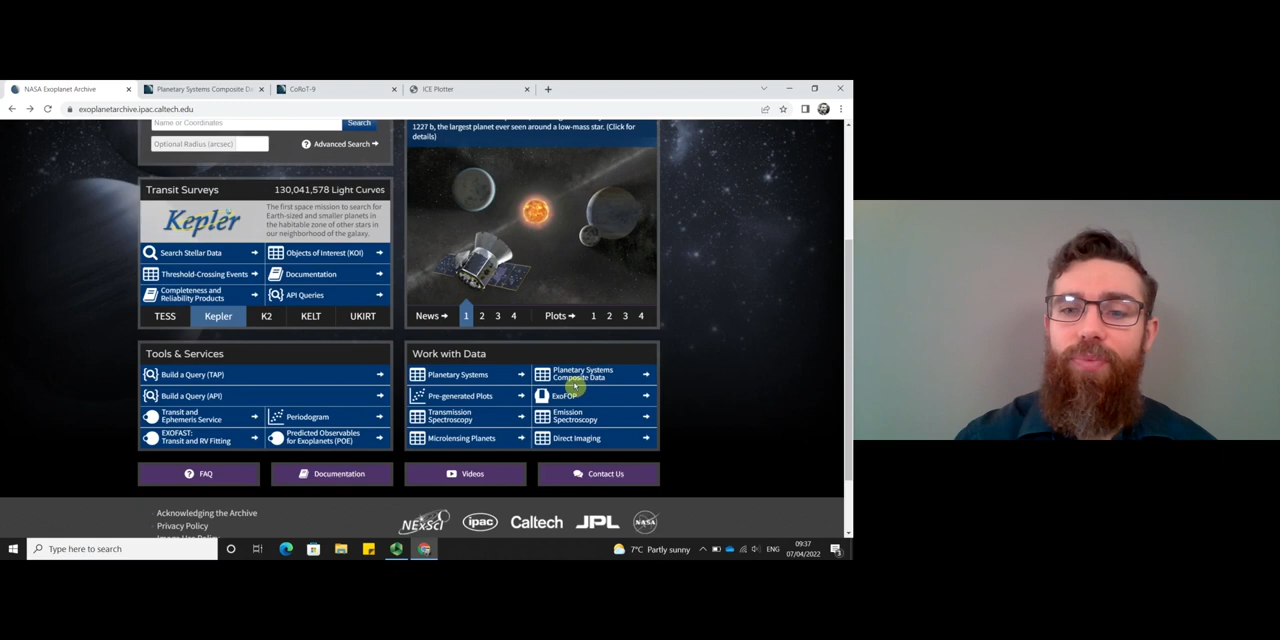 NASA Exoplanet Archive
Planetary Systems Composite Da
CoRoT-9
ICE Plotter
exoplanetarchive.ipac.caltech.edu
Name or Coordinates
Search
Optional Radius (arcsec)
Advanced Search
1227 b, the largest planet ever seen around a low-mass star. (Click for
details)
Transit Surveys
130,041,578 Light Curves
Kepler
The first space mission to search for
Earth-sized and smaller planets in
the habitable zone of other stars in
our neighborhood of the galaxy.
Search Stellar Data
Objects of Interest (KOI)
Threshold-Crossing Events
Documentation
Completeness and
Reliability Products
API Queries
TESS
Kepler
K2
KELT
UKIRT
News
1
2
3
4
Plots
1
2
3
4
Tools & Services
Build a Query (TAP)
Build a Query (API)
Transit and
Ephemeris Service
Periodogram
EXOFAST:
Transit and RV Fitting
Predicted Observables
for Exoplanets (POE)
Work with Data
Planetary Systems
Planetary Systems
Composite Data
Pre-generated Plots
ExoFOP
Transmission
Spectroscopy
Emission
Spectroscopy
Microlensing Planets
Direct Imaging
FAQ
Documentation
Videos
Contact Us
Acknowledging the Archive
Privacy Policy
NExScI
ipac
Caltech
JPL
NASA
Type here to search
7°C Partly sunny
ENG
09:37
07/04/2022